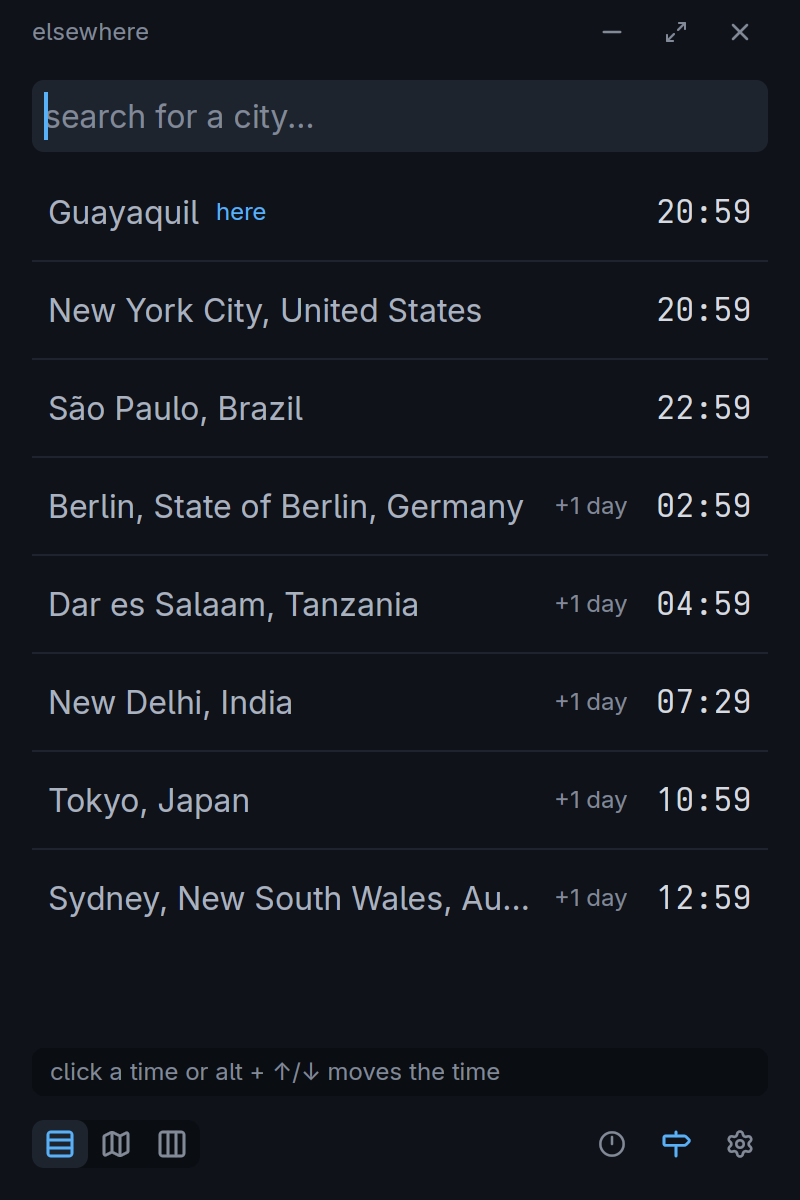 elsewhere
search for a city...
Guayaquil here 20:59
New York City, United States 20:59
São Paulo, Brazil 22:59
Berlin, State of Berlin, Germany +1 day 02:59
Dar es Salaam, Tanzania +1 day 04:59
New Delhi, India +1 day 07:29
Tokyo, Japan +1 day 10:59
Sydney, New South Wales, Au... +1 day 12:59
click a time or alt + ↑/↓ moves the time